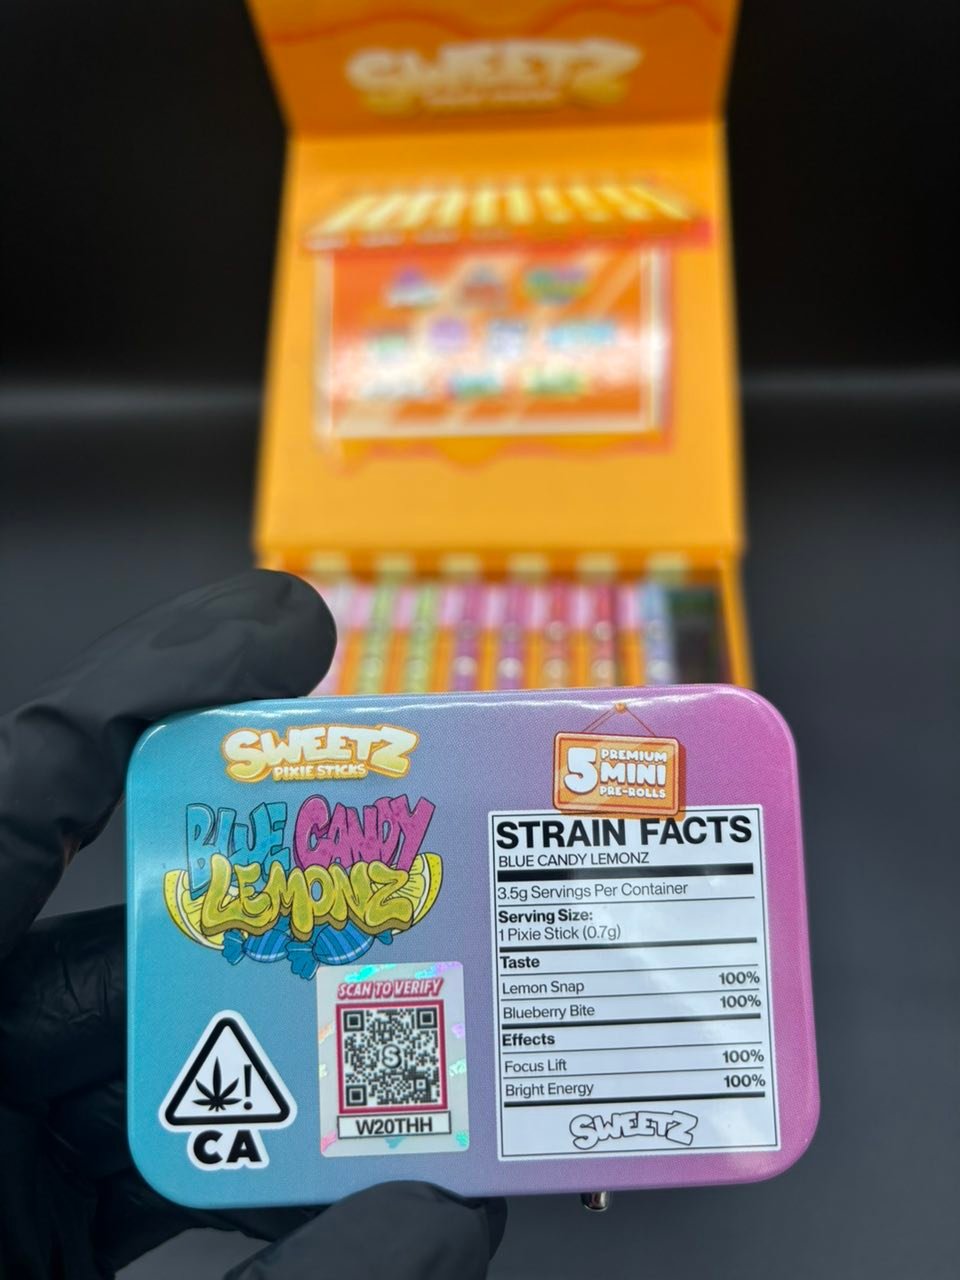 SWEETZ
SWEETZ
PIXIE STICKS
5 PREMIUM
MINI
PRE-ROLLS
BLUE CANDY
LEMONZ
STRAIN FACTS
BLUE CANDY LEMONZ
3.5g Servings Per Container
Serving Size:
1 Pixie Stick (0.7g)
Taste
Lemon Snap 100%
Blueberry Bite 100%
Effects
Focus Lift 100%
Bright Energy 100%
SWEETZ
SCAN TO VERIFY
S
W20THH
!
CA